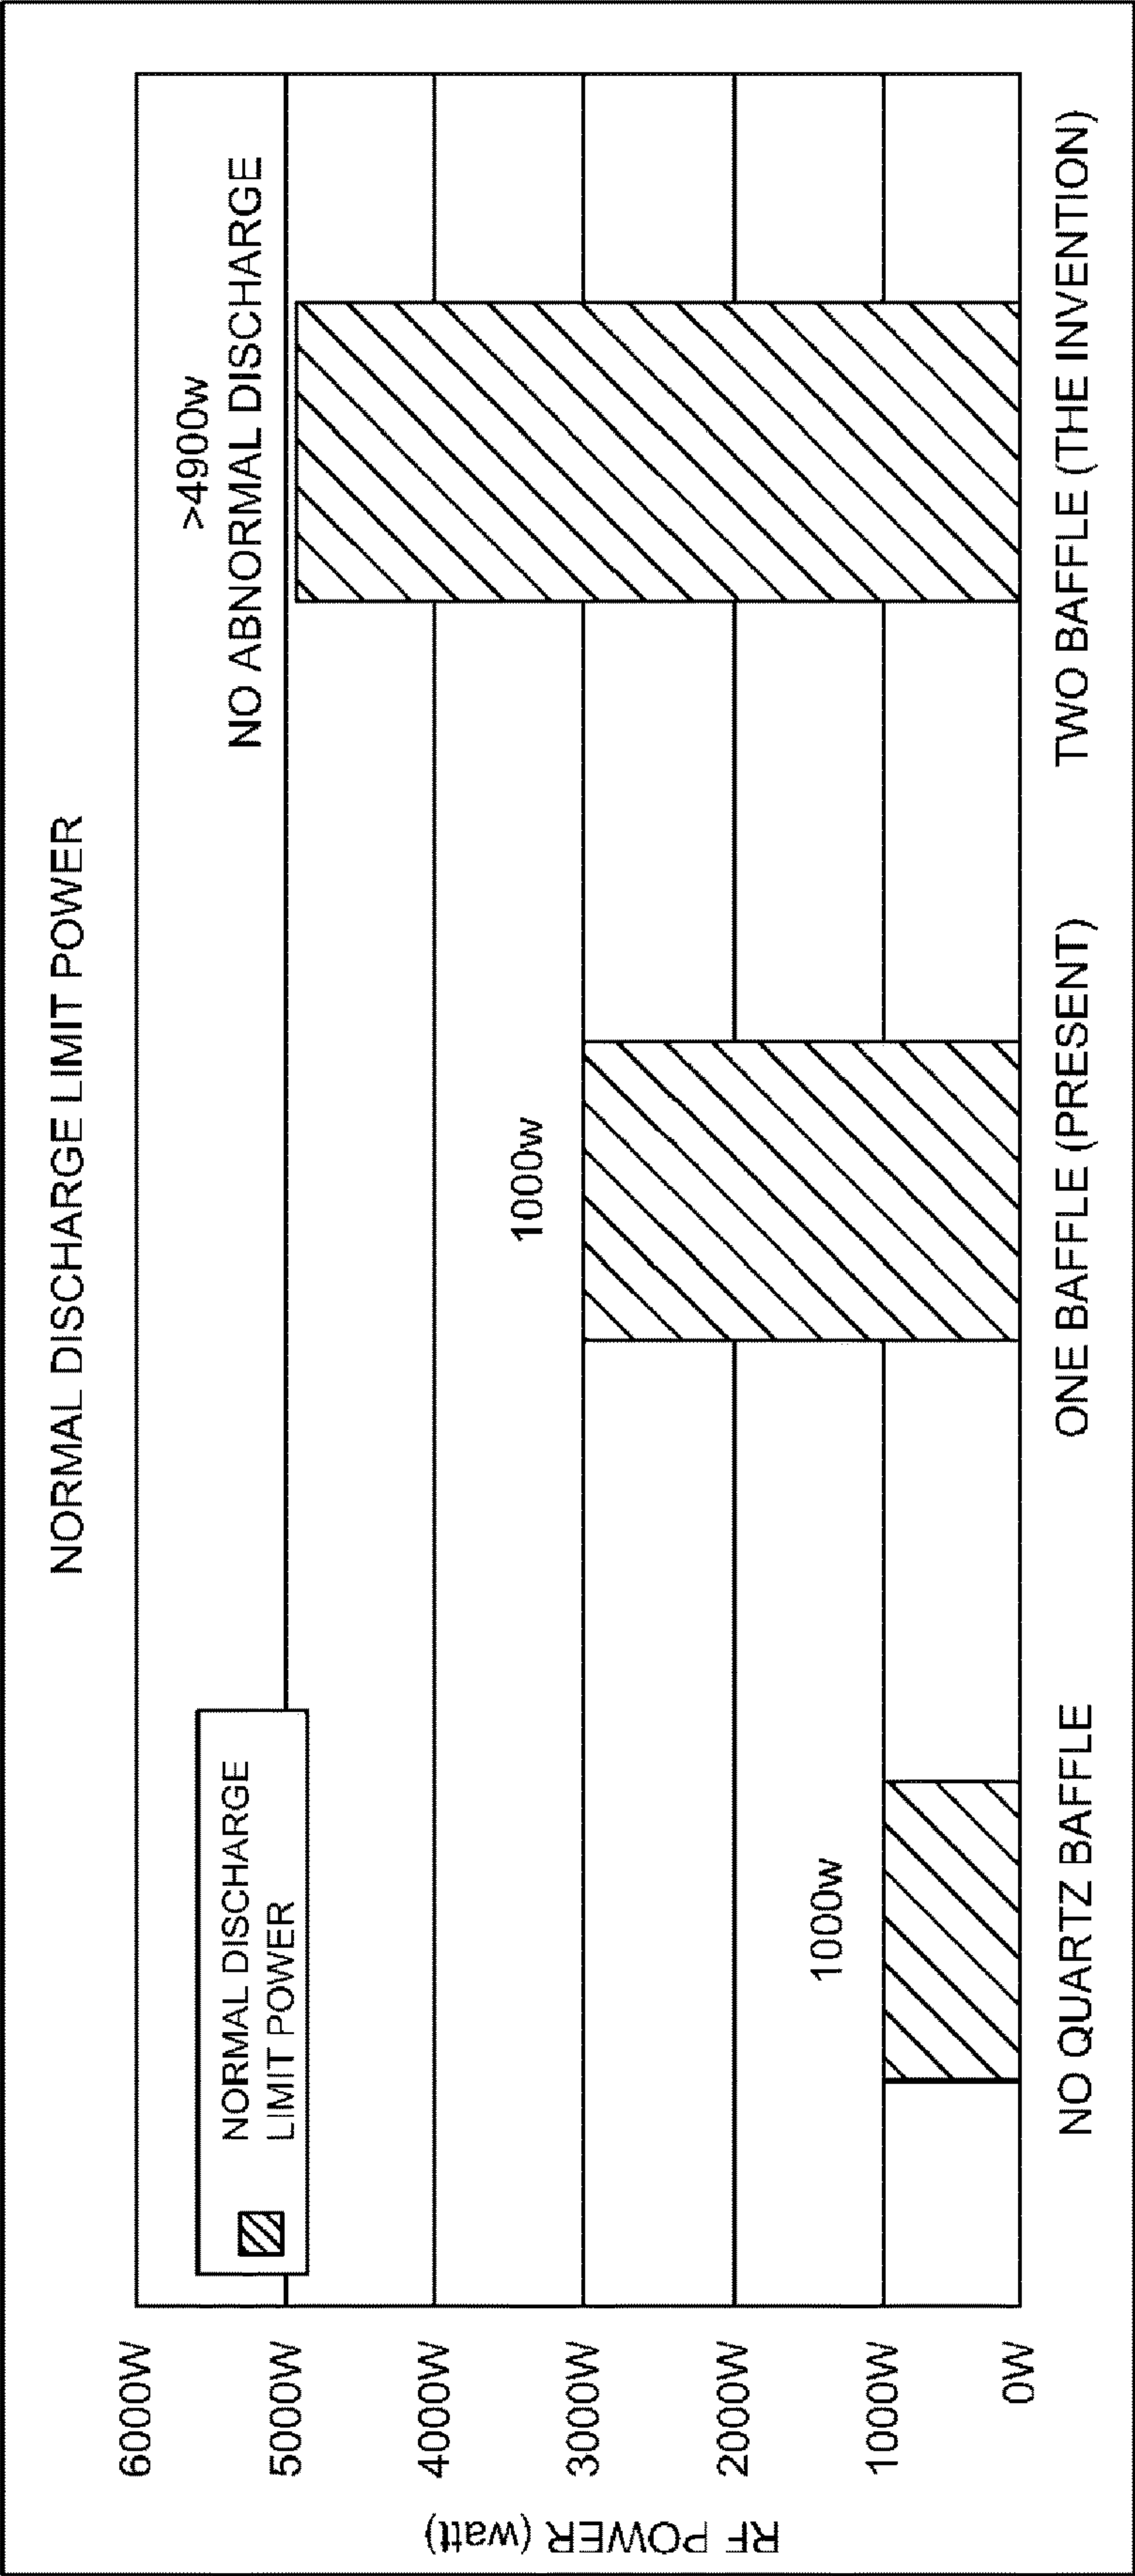 NORMAL DISCHARGE LIMIT POWER
RF POWER (watt)
6000W
5000W
4000W
3000W
2000W
1000W
0W
NORMAL DISCHARGE
LIMIT POWER
1000w
1000w
>4900w
NO ABNORMAL DISCHARGE
NO QUARTZ BAFFLE
ONE BAFFLE (PRESENT)
TWO BAFFLE (THE INVENTION)